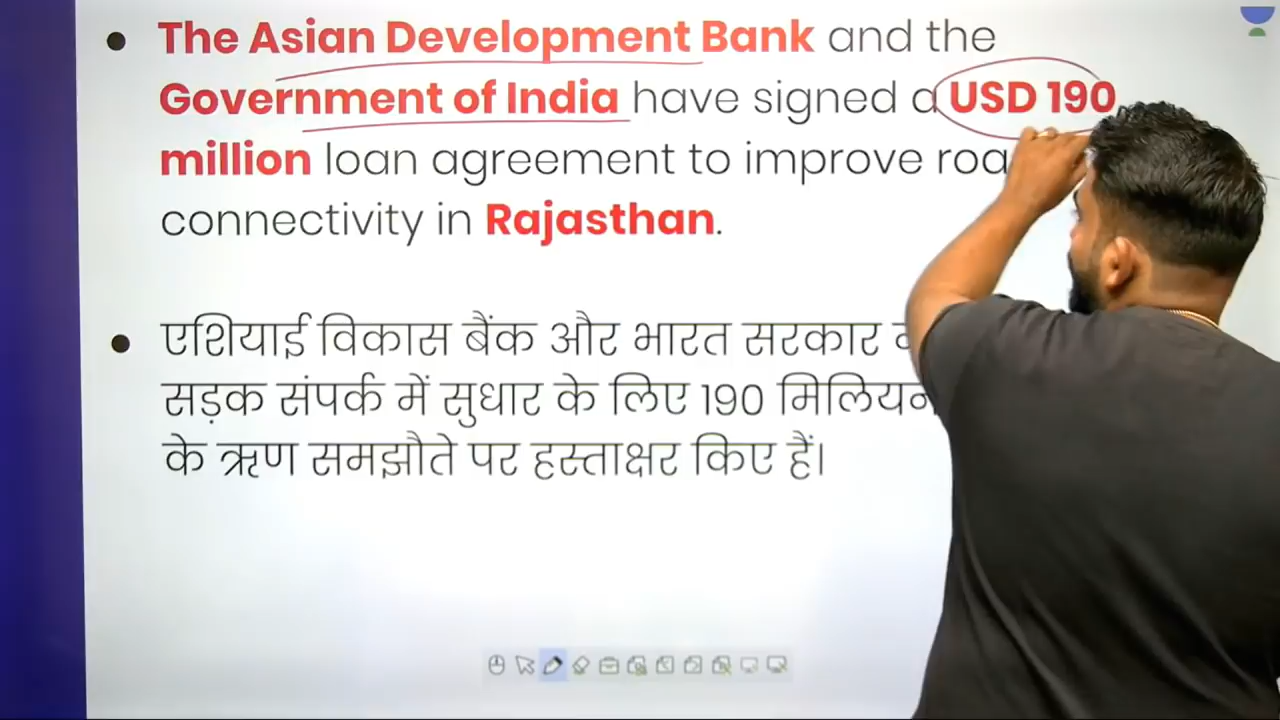 The Asian Development Bank and the
Government of India have signed a USD 190
million loan agreement to improve
connectivity in Rajasthan.
एशियाई विकास बैंक और भारत सरकार
सड़क संपर्क में सुधार के लिए 190 मिलियन
के ऋण समझौते पर हस्ताक्षर किए हैं।